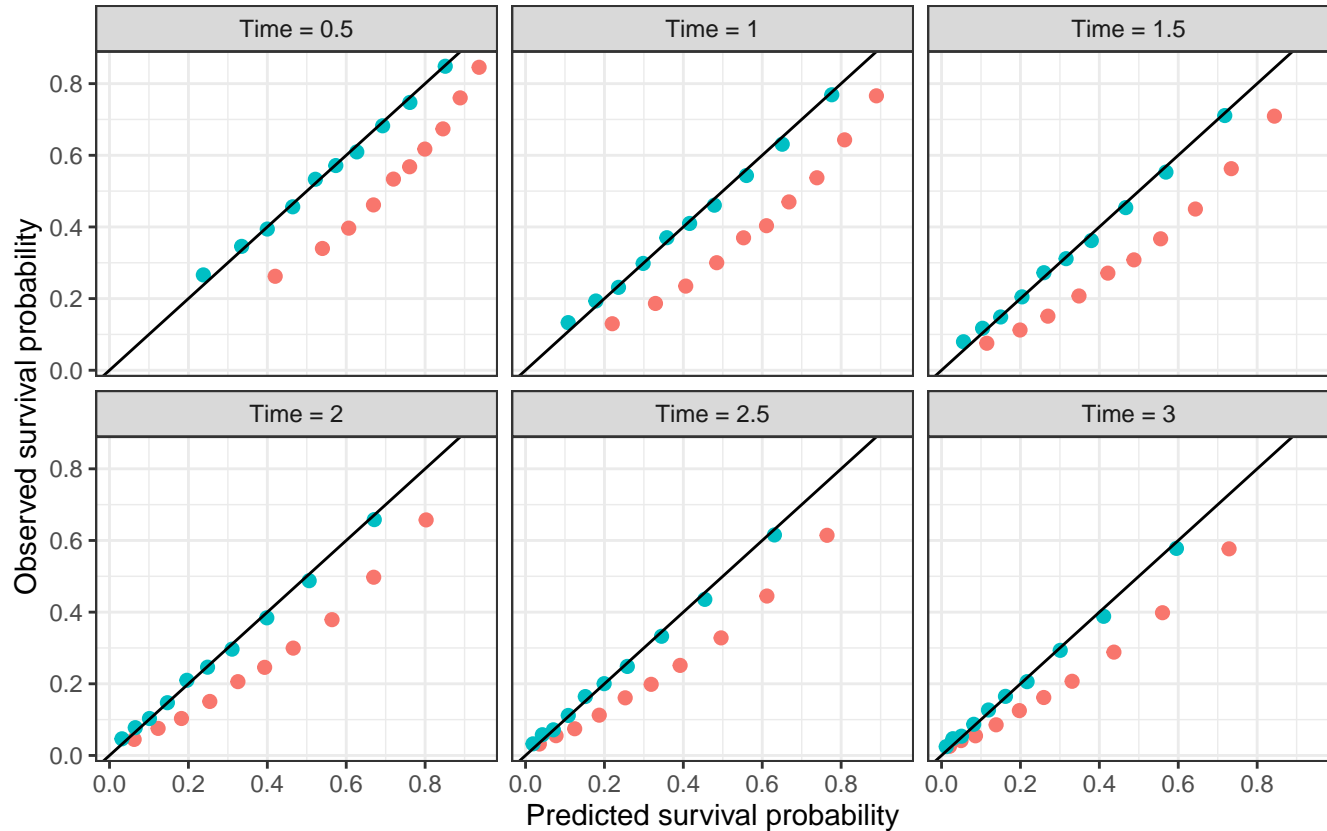 Time = 0.5
Time = 1
Time = 1.5
0.8
0.6
0.4
0.2
0.0
Time = 2
Time = 2.5
Time = 3
0.8
0.6
0.4
0.2
0.0
0.0 0.2 0.4 0.6 0.8
0.0 0.2 0.4 0.6 0.8
0.0 0.2 0.4 0.6 0.8
Observed survival probability
Predicted survival probability